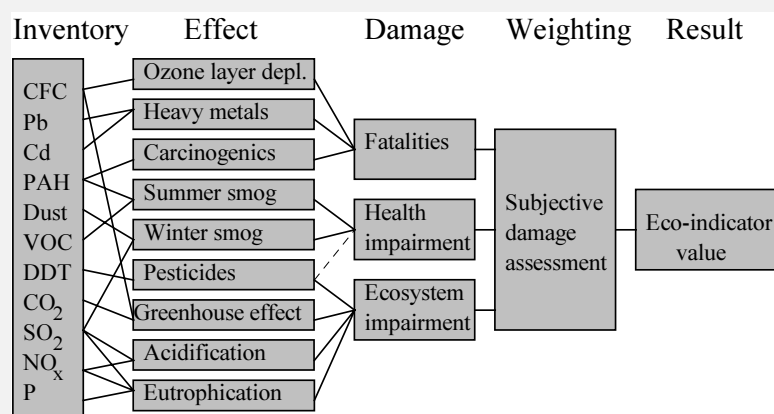 Inventory Effect Damage Weighting Result
CFC
Pb
Cd
PAH
Dust
VOC
DDT
CO2
SO2
NOx
P
Ozone layer depl.
Heavy metals
Carcinogenics
Summer smog
Winter smog
Pesticides
Greenhouse effect
Acidification
Eutrophication
Fatalities
Health
impairment
Ecosystem
impairment
Subjective
damage
assessment
Eco-indicator
value